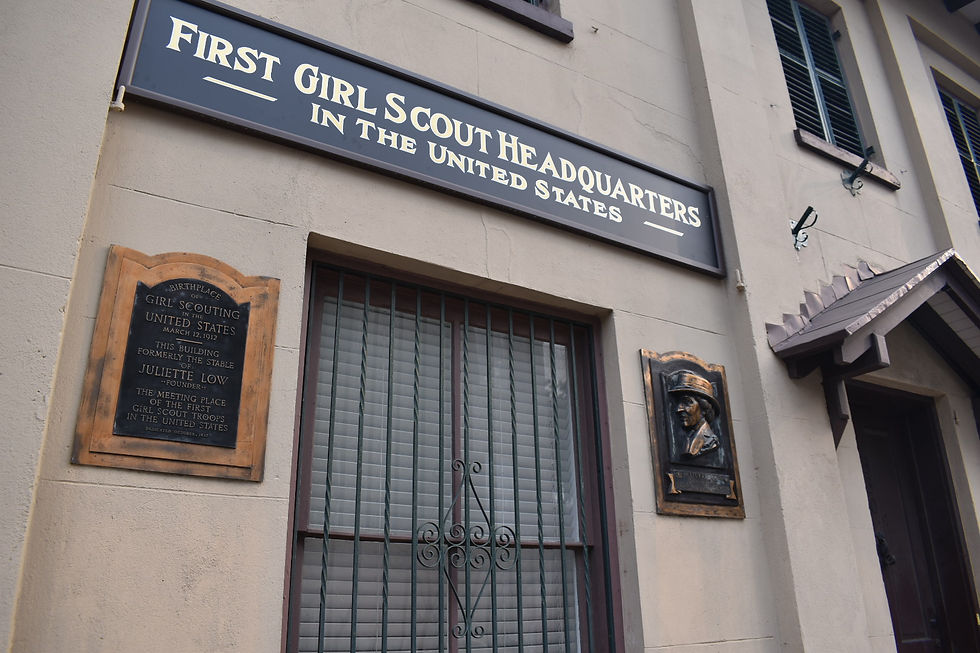 FIRST GIRL SCOUT HEADQUARTERS
IN THE UNITED STATES
BIRTHPLACE
OF
GIRL SCOUTING
IN THE
UNITED STATES
MARCH 12, 1912
THIS BUILDING
FORMERLY THE STABLE
OF
JULIETTE LOW
FOUNDER
THE MEETING PLACE
OF THE FIRST
GIRL SCOUT TROOPS
IN THE UNITED STATES
DEDICATED OCTOBER,